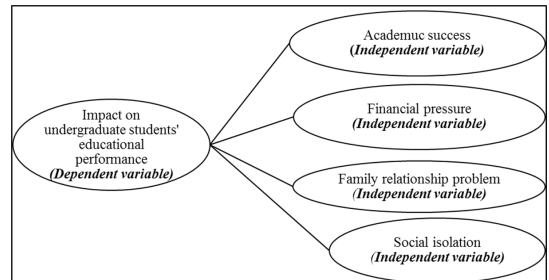 Impact on
undergraduate students'
educational
performance
(Dependent variable)
Academuc success
(Independent variable)
Financial pressure
(Independent variable)
Family relationship problem
(Independent variable)
Social isolation
(Independent variable)